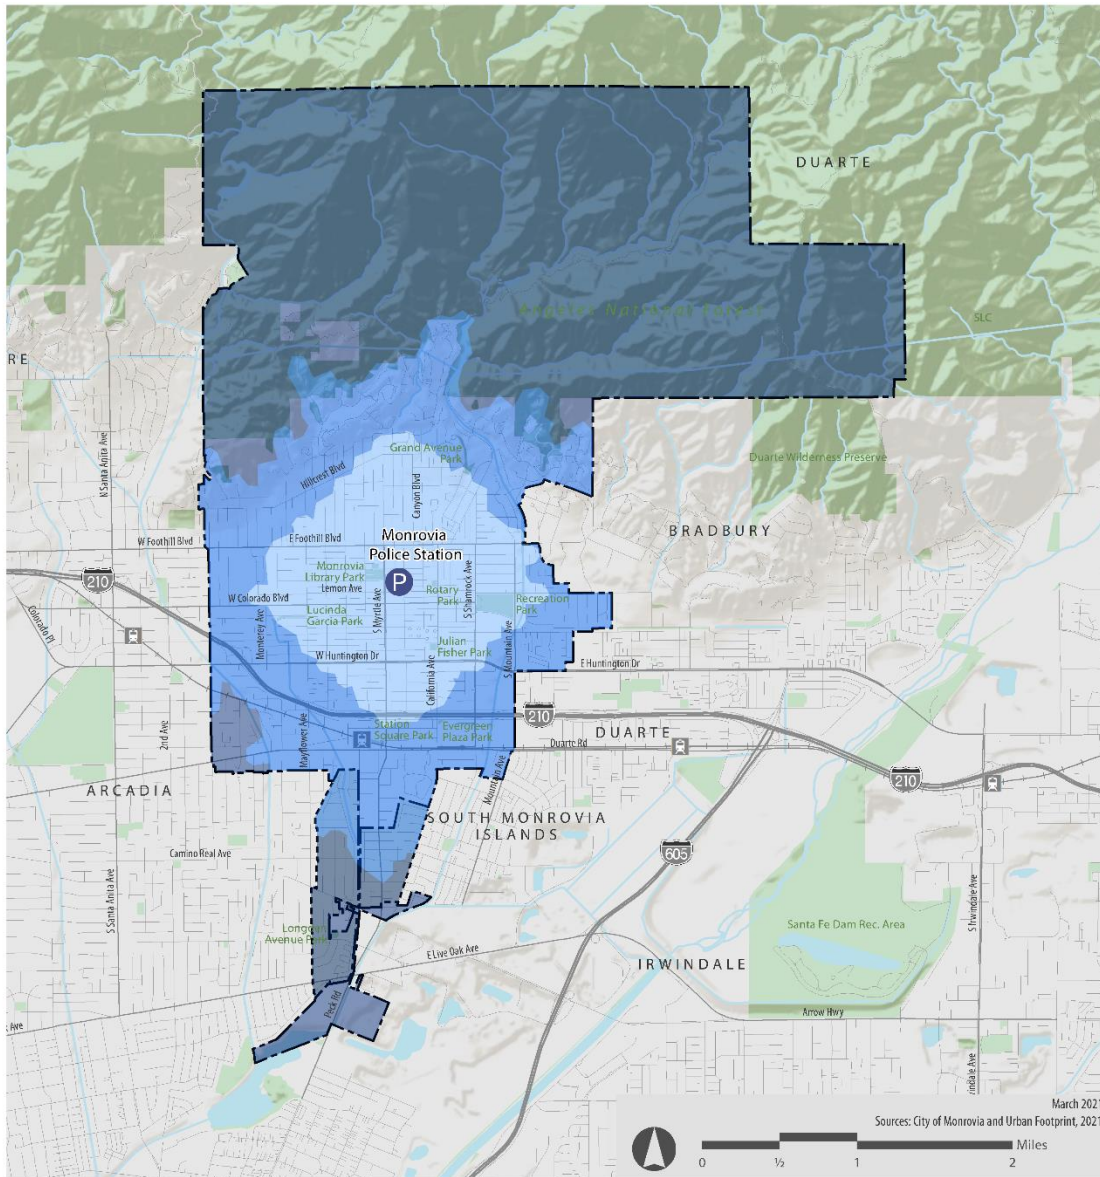 DUARTE
Angeles National Forest
SLC
RE
N Santa Anita Ave
Grand Avenue
Park
Duarte Wilderness Preserve
Hillcrest Blvd
Canyon Blvd
BRADBURY
Monrovia
Police Station
W Foothill Blvd
E Foothill Blvd
P
Monrovia
Library Park
Lemon Ave
210
W Colorado Blvd
Colorado Pl
Rotary
Park
S Shamrock Ave
Recreation
Park
Lucinda
Garcia Park
S Myrtle Ave
Monterey Ave
Julian
Fisher Park
S Mountain Ave
W Huntington Dr
E Huntington Dr
California Ave
2nd Ave
Mayflower Ave
Station
Square Park
Evergreen
Plaza Park
210
DUARTE
Duarte Rd
210
Mountain Ave
ARCADIA
SOUTH MONROVIA
ISLANDS
Camino Real Ave
605
S Santa Anita Ave
S Irwindale Ave
Longden
Avenue Park
Santa Fe Dam Rec. Area
E Live Oak Ave
IRWINDALE
Peck Rd
Arrow Hwy
Ave
March 2021
Sources: City of Monrovia and Urban Footprint, 2021
Miles
0 ½ 1 2